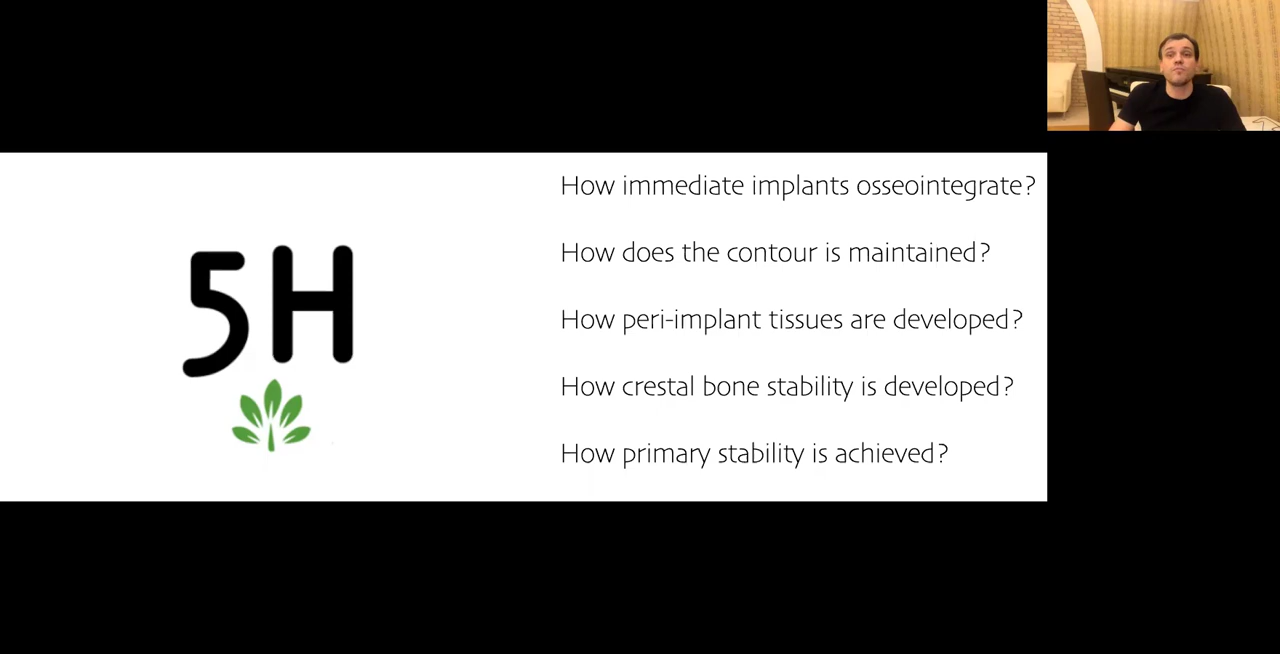 5H
How immediate implants osseointegrate?
How does the contour is maintained?
How peri-implant tissues are developed?
How crestal bone stability is developed?
How primary stability is achieved?